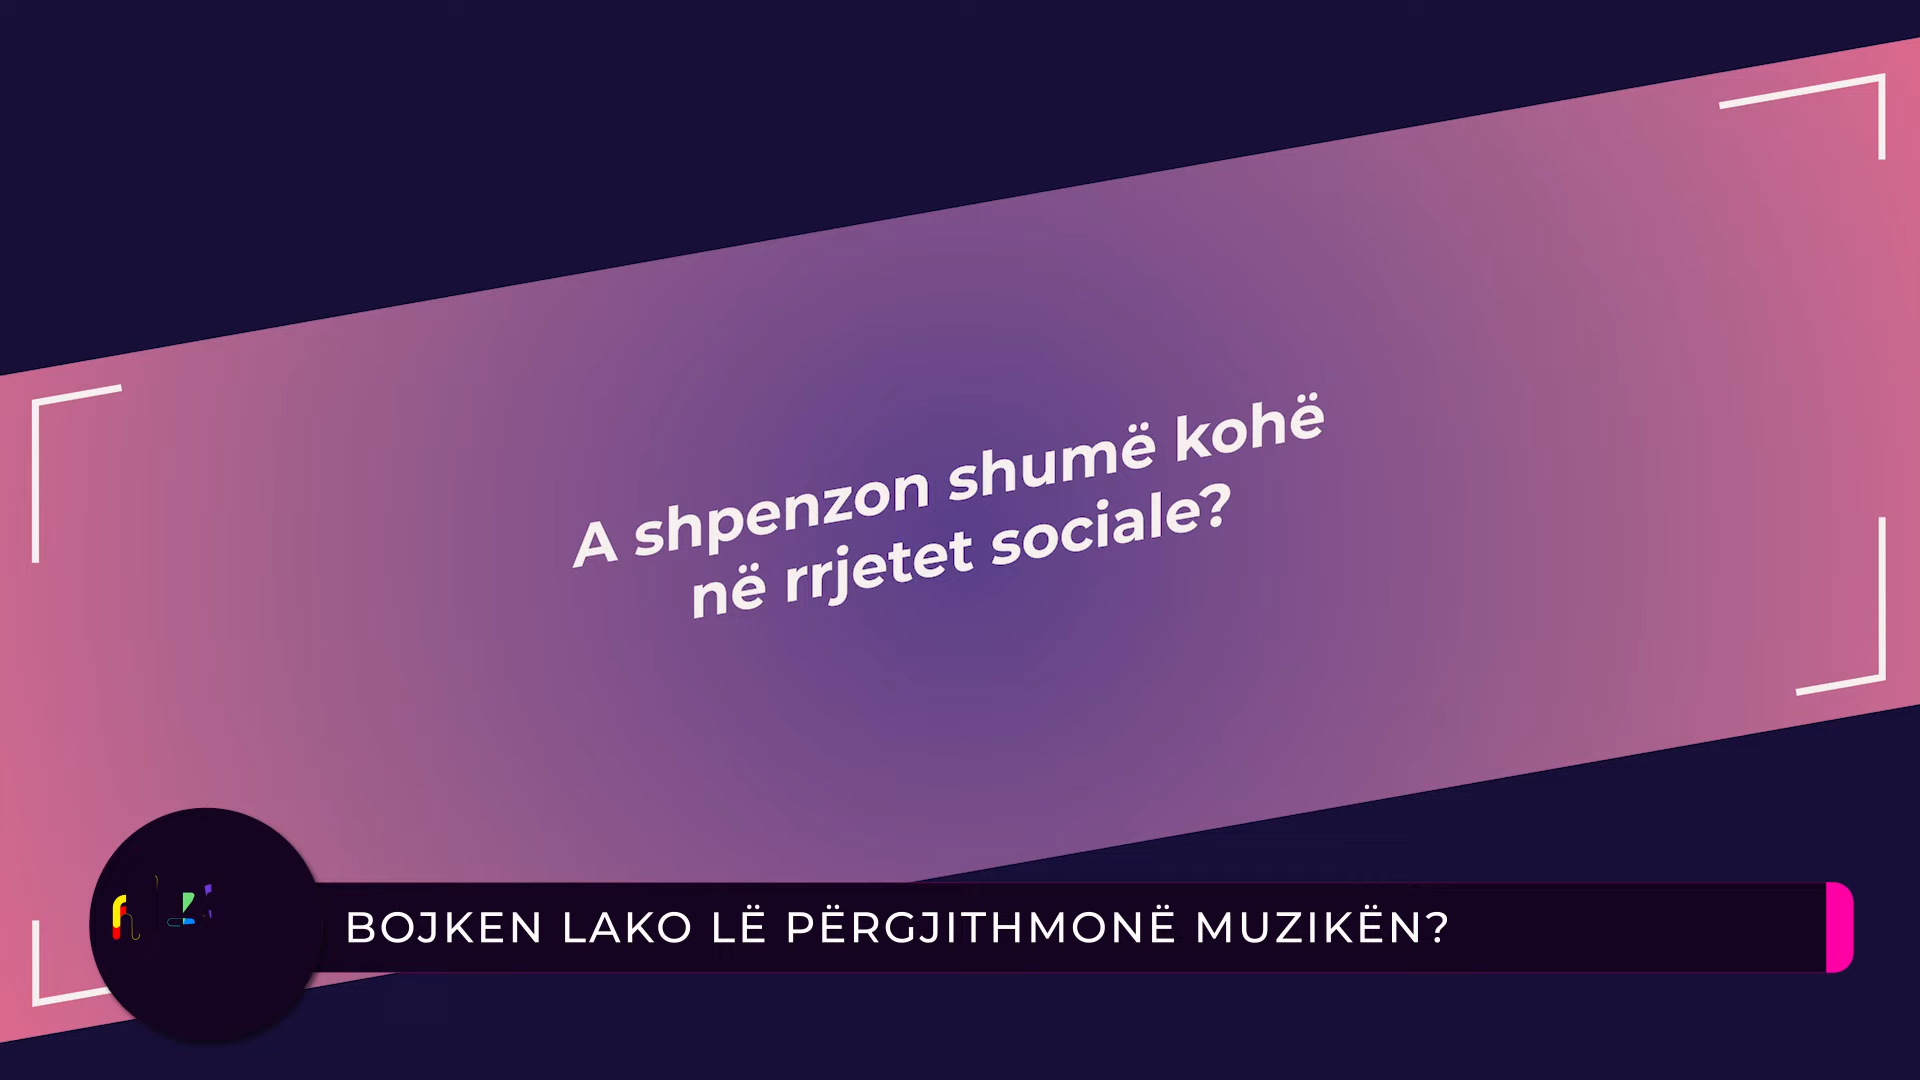 A shpenzon shumë kohë
në rrjetet sociale?
BOJKEN LAKO LË PËRGJITHMONË MUZIKËN?